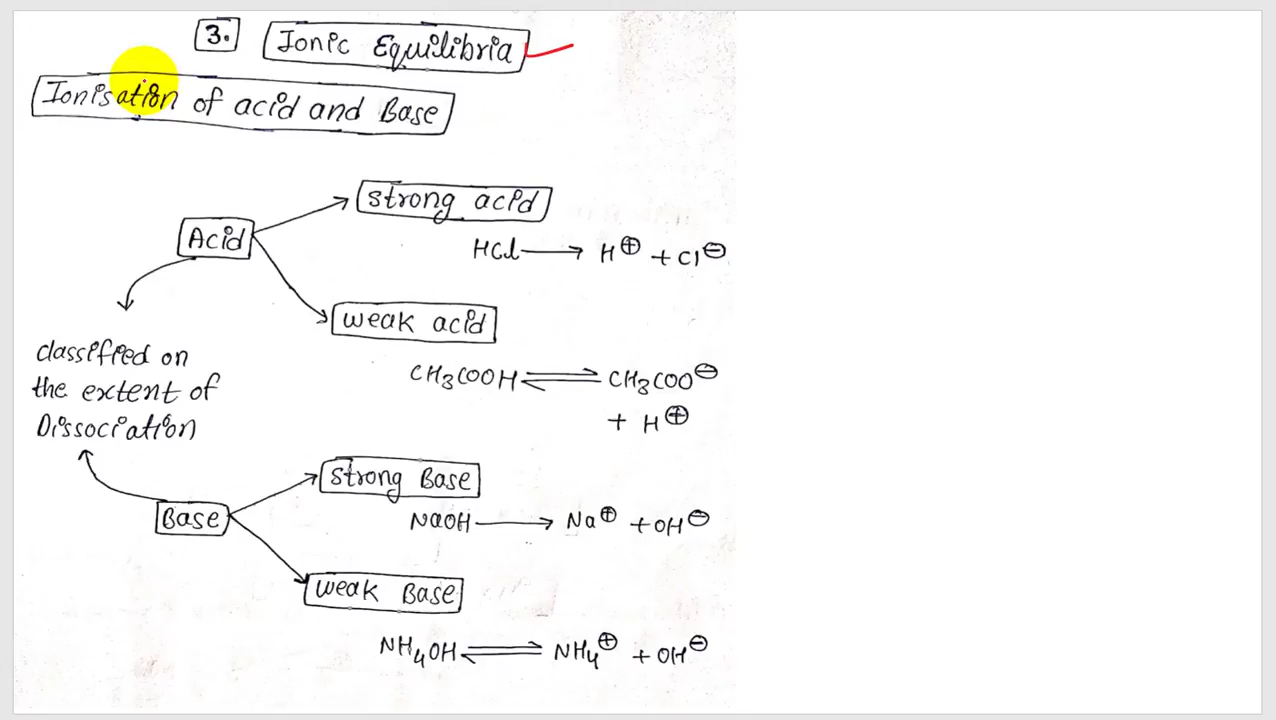 3. Ionic Equilibria
Ionisation of acid and Base
strong acid
Acid
HCl ⟶ H⊕ + Cl⊖
weak acid
classified on
the extent of
Dissociation
CH₃COOH ⇌ CH₃COO⊖
+ H⊕
strong Base
Base
NaOH ⟶ Na⊕ + OH⊖
weak Base
NH₄OH ⇌ NH₄⊕ + OH⊖